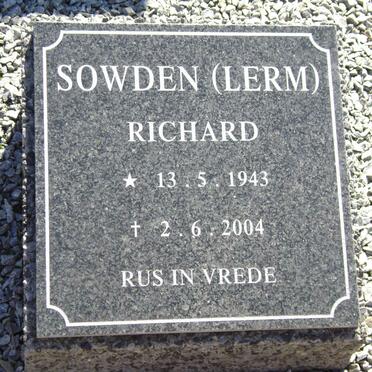 SOWDEN (LERM)
RICHARD
★ 13.5.1943
† 2.6.2004
RUS IN VREDE